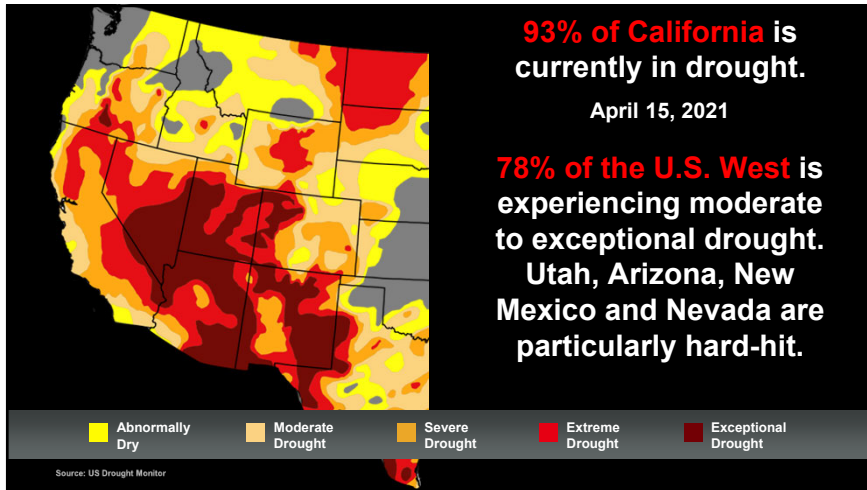 93% of California is
currently in drought.
April 15, 2021
78% of the U.S. West is
experiencing moderate
to exceptional drought.
Utah, Arizona, New
Mexico and Nevada are
particularly hard-hit.
Abnormally
Dry
Moderate
Drought
Severe
Drought
Extreme
Drought
Exceptional
Drought
Source: US Drought Monitor